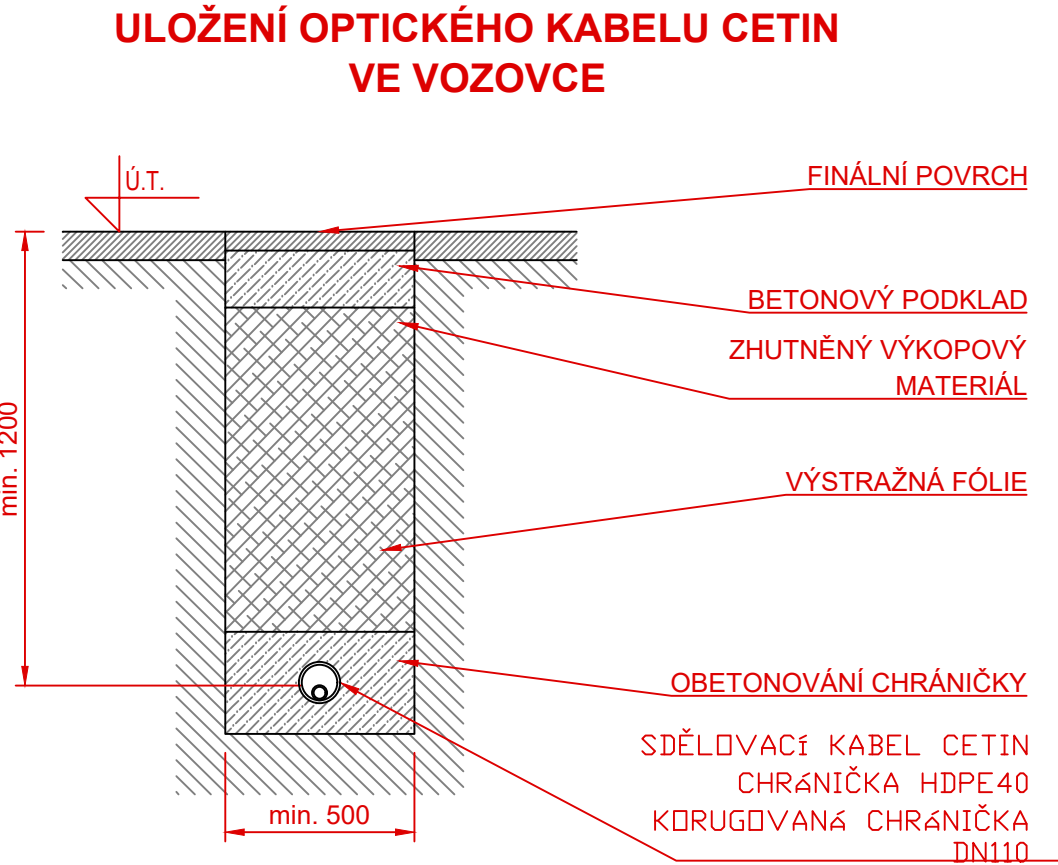 ULOŽENÍ OPTICKÉHO KABELU CETIN
VE VOZOVCE
Ú.T.
FINÁLNÍ POVRCH
BETONOVÝ PODKLAD
ZHUTNĚNÝ VÝKOPOVÝ
MATERIÁL
min. 1200
VÝSTRAŽNÁ FÓLIE
OBETONOVÁNÍ CHRÁNIČKY
SDĚLOVACí KABEL CETIN
CHRáNIČKA HDPE40
KORUGOVANá CHRáNIČKA
DN110
min. 500